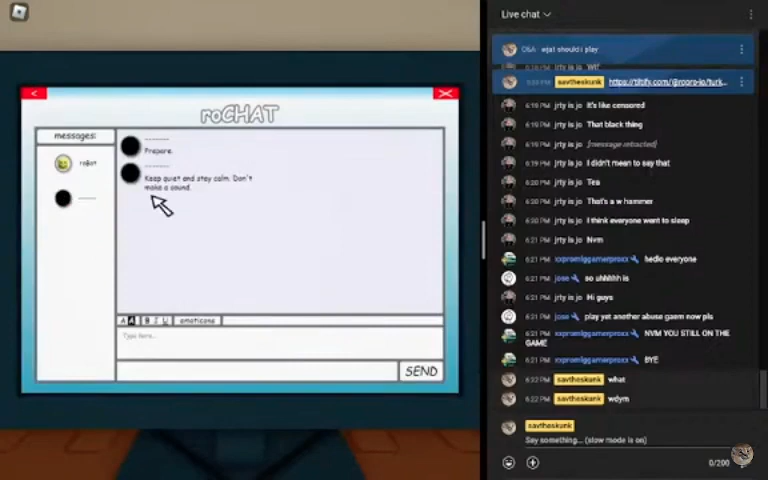 roCHAT
messages:
roBot
------
--------
Prepare.
--------
Keep quiet and stay calm. Don't
make a sound.
A A B I U emoticons
Type here...
SEND
Live chat
Q&A wjat should i play
jrty is jo
savtheskunk https://tiltify.com/@ropro-io/turk...
6:19 PM jrty is jo It's like censored
6:19 PM jrty is jo That black thing
6:19 PM jrty is jo [message retracted]
6:19 PM jrty is jo I didn't mean to say that
6:20 PM jrty is jo Tea
6:20 PM jrty is jo That's a w hammer
6:20 PM jrty is jo I think everyone went to sleep
6:21 PM jrty is jo Nvm
6:21 PM xxpromlggamerproxx hedlo everyone
6:21 PM jose so uhhhhh is
6:21 PM jrty is jo Hi guys
6:21 PM jose play yet another abuse gaem now pls
6:21 PM xxpromlggamerproxx NVM YOU STILL ON THE
GAME
6:21 PM xxpromlggamerproxx BYE
6:22 PM savtheskunk what
6:22 PM savtheskunk wdym
savtheskunk
Say something... (slow mode is on)
0/200